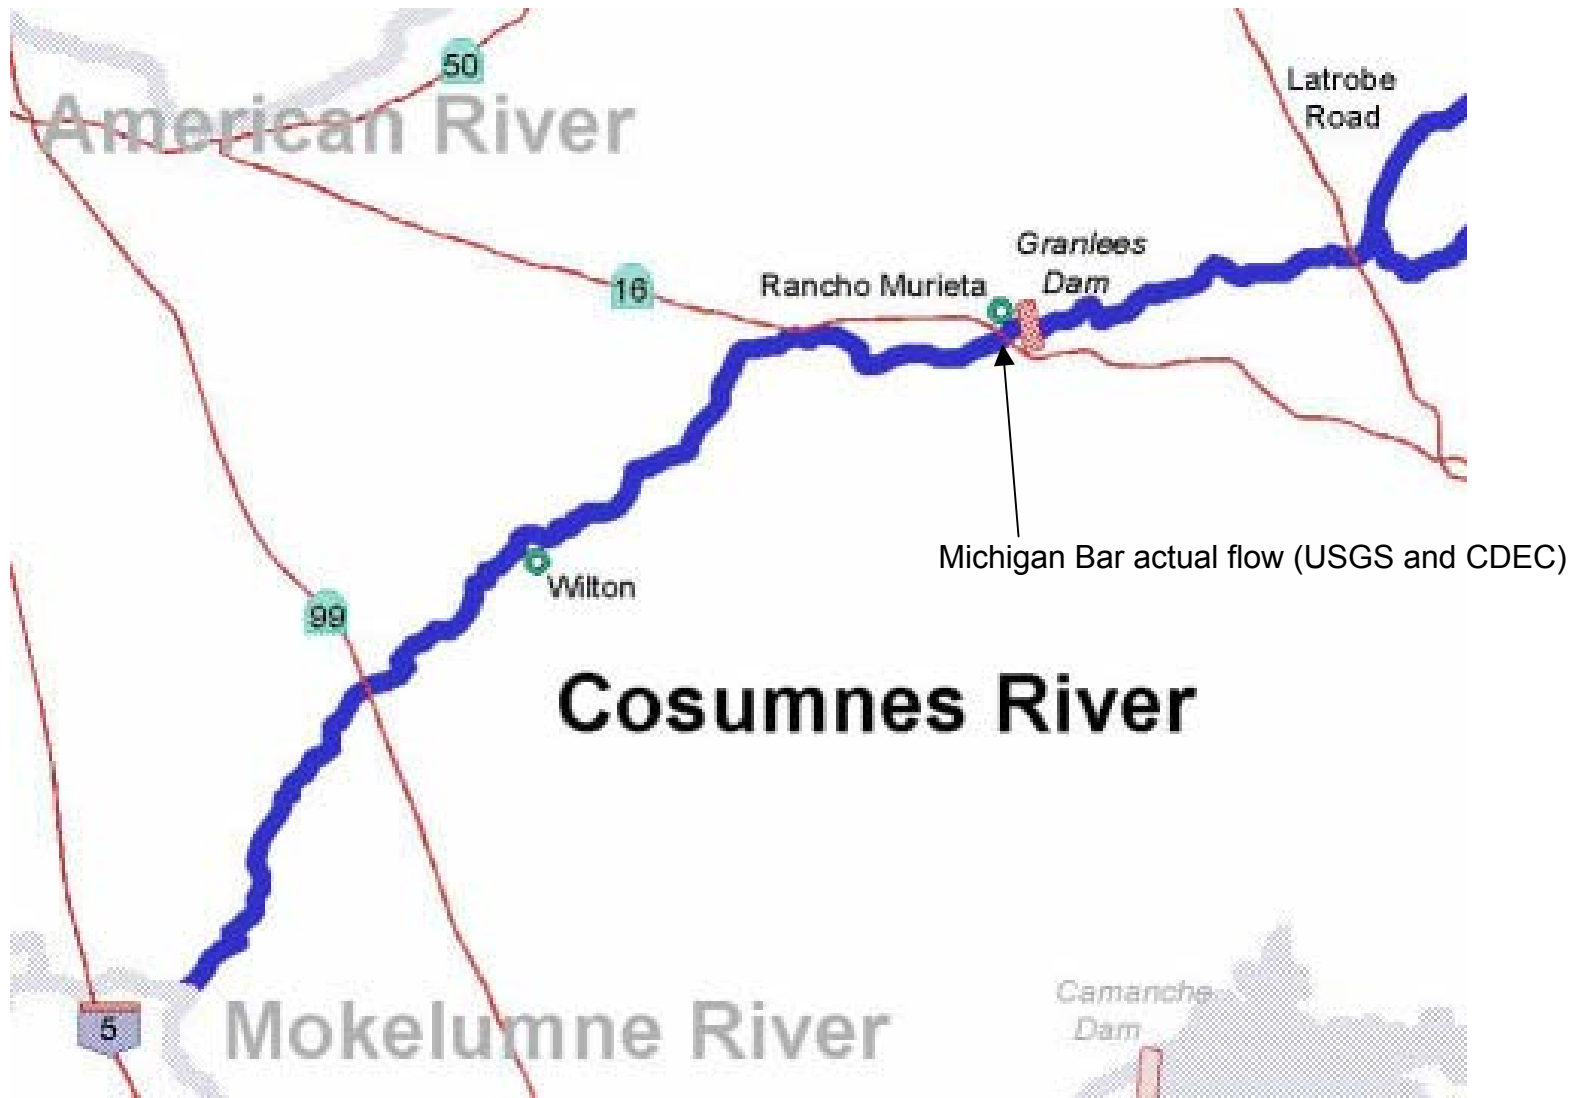 50
American River
Latrobe
Road
Granlees
Dam
Rancho Murieta
16
Michigan Bar actual flow (USGS and CDEC)
Wilton
99
Cosumnes River
Camanche
Dam
5
Mokelumne River